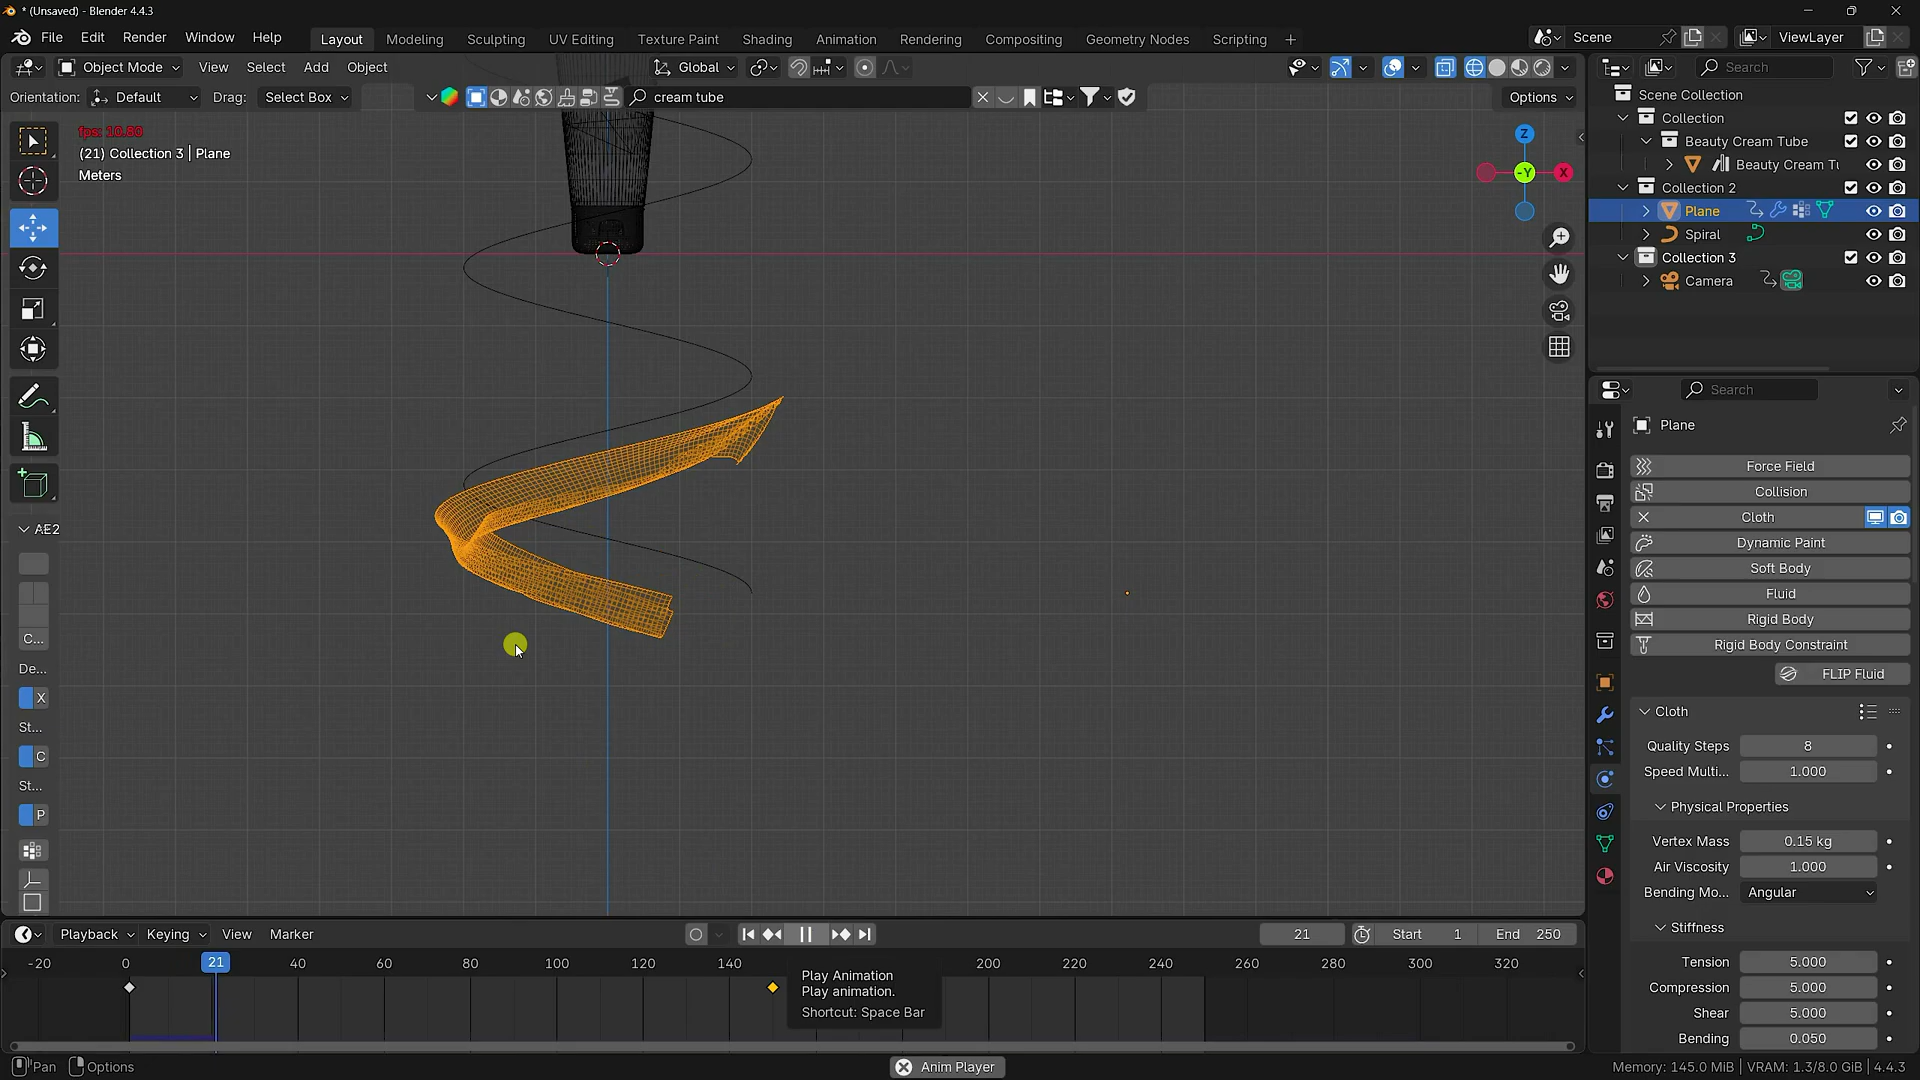 * (Unsaved) - Blender 4.4.3
File Edit Render Window Help
Layout Modeling Sculpting UV Editing Texture Paint Shading Animation Rendering Compositing Geometry Nodes Scripting +
Scene
ViewLayer
Object Mode View Select Add Object
Global
Search
Orientation: Default Drag: Select Box
cream tube
Options
Scene Collection
Collection
Beauty Cream Tube
Beauty Cream Tu
Collection 2
Plane
Spiral
Collection 3
Camera
fps: 10.80
(21) Collection 3 | Plane
Meters
Z
-Y
X
AE2
C...
De...
X
St...
C
St...
P
Search
Plane
Force Field
Collision
Cloth
Dynamic Paint
Soft Body
Fluid
Rigid Body
Rigid Body Constraint
FLIP Fluid
Cloth
Quality Steps 8
Speed Multi... 1.000
Physical Properties
Vertex Mass 0.15 kg
Air Viscosity 1.000
Bending Mo... Angular
Stiffness
Tension 5.000
Compression 5.000
Shear 5.000
Bending 0.050
Playback Keying View Marker
21
Start 1
End 250
-20 0 21 40 60 80 100 120 140 200 220 240 260 280 300 320
Play Animation
Play animation.
Shortcut: Space Bar
Pan
Options
Anim Player
Memory: 145.0 MiB | VRAM: 1.3/8.0 GiB | 4.4.3